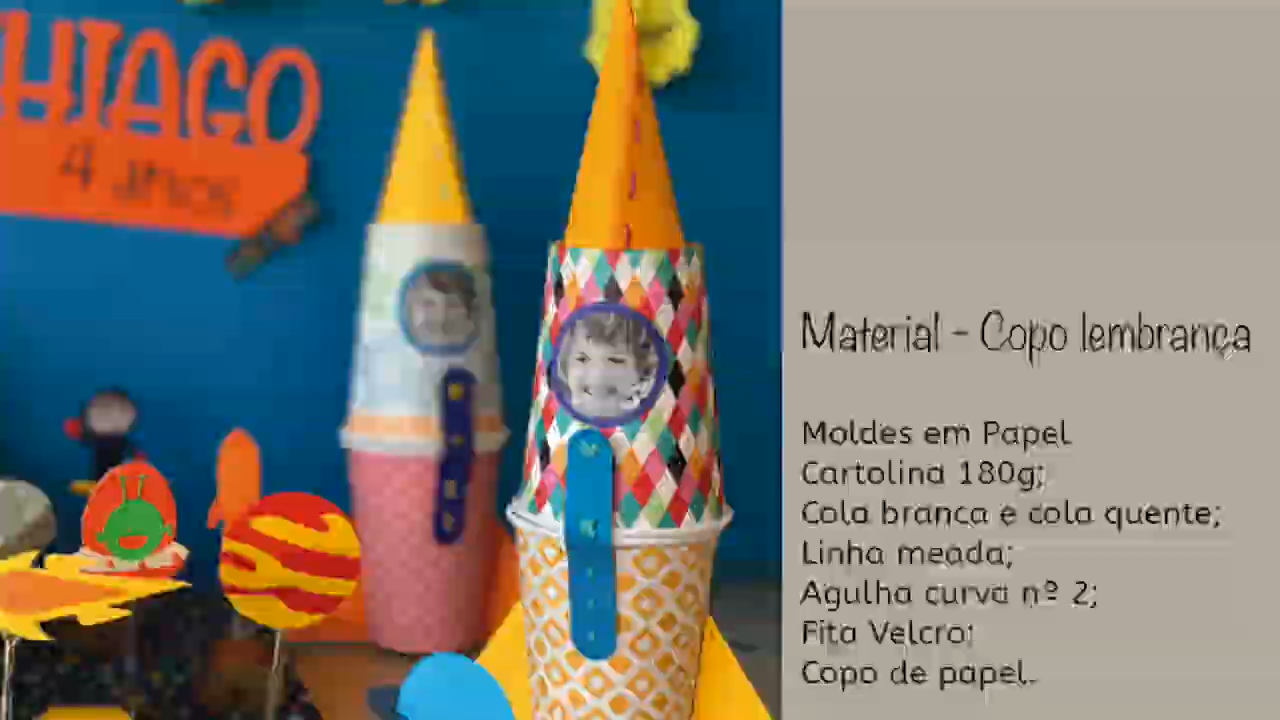 HIAGO
4 anos
Material - Copo lembrança
Moldes em Papel
Cartolina 180g;
Cola branca e cola quente;
Linha meada;
Agulha curva nº 2;
Fita Velcro;
Copo de papel.